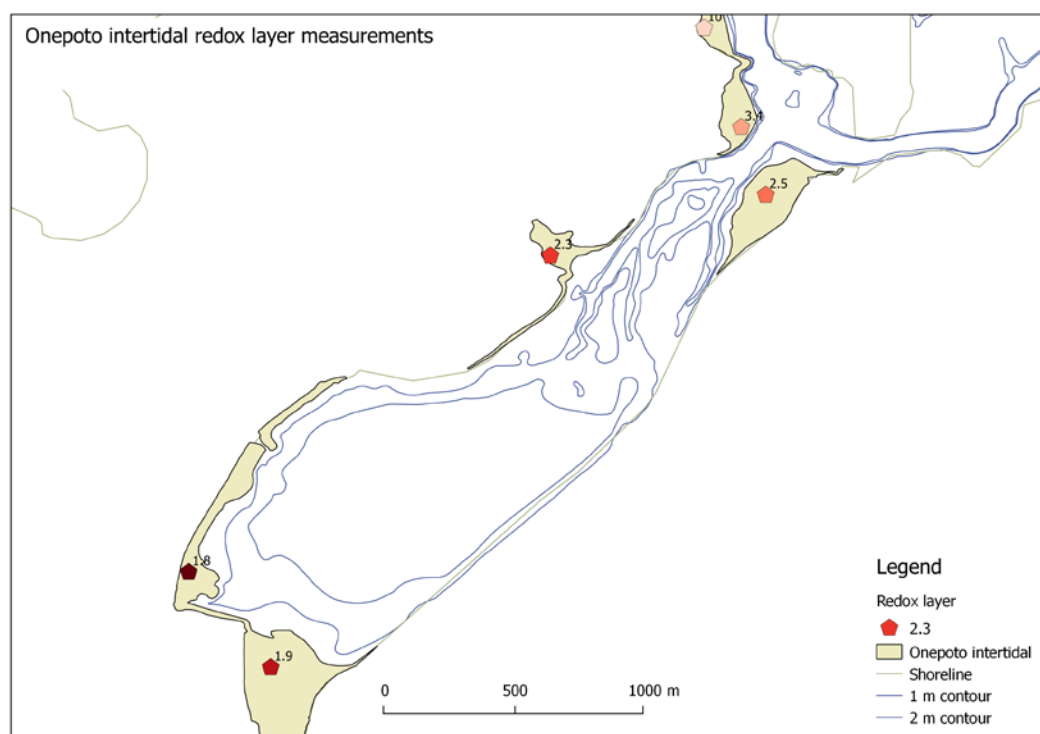 Onepoto intertidal redox layer measurements
10
3.4
2.5
2.3
1.8
1.9
0 500 1000 m
Legend
Redox layer
2.3
Onepoto intertidal
Shoreline
1 m contour
2 m contour